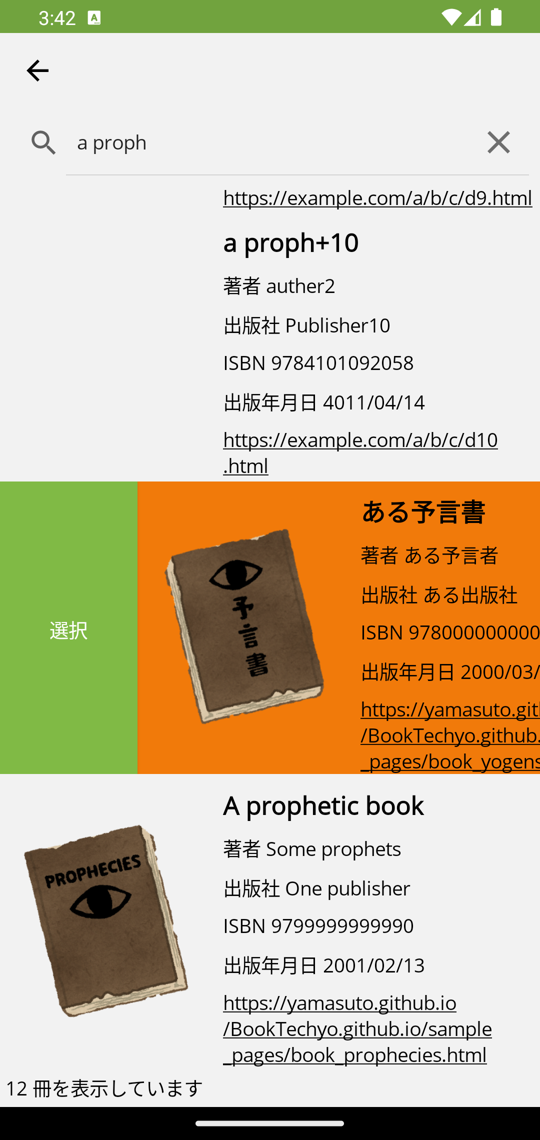 3:42
a proph
https://example.com/a/b/c/d9.html
a proph+10
著者 auther2
出版社 Publisher10
ISBN 9784101092058
出版年月日 4011/04/14
https://example.com/a/b/c/d10
.html
選択
予言書
ある予言書
著者 ある予言者
出版社 ある出版社
ISBN 978000000000
出版年月日 2000/03/
https://yamasuto.git
/BookTechyo.github.
_pages/book_yogens
PROPHECIES
A prophetic book
著者 Some prophets
出版社 One publisher
ISBN 9799999999990
出版年月日 2001/02/13
https://yamasuto.github.io
/BookTechyo.github.io/sample
_pages/book_prophecies.html
12 冊を表示しています